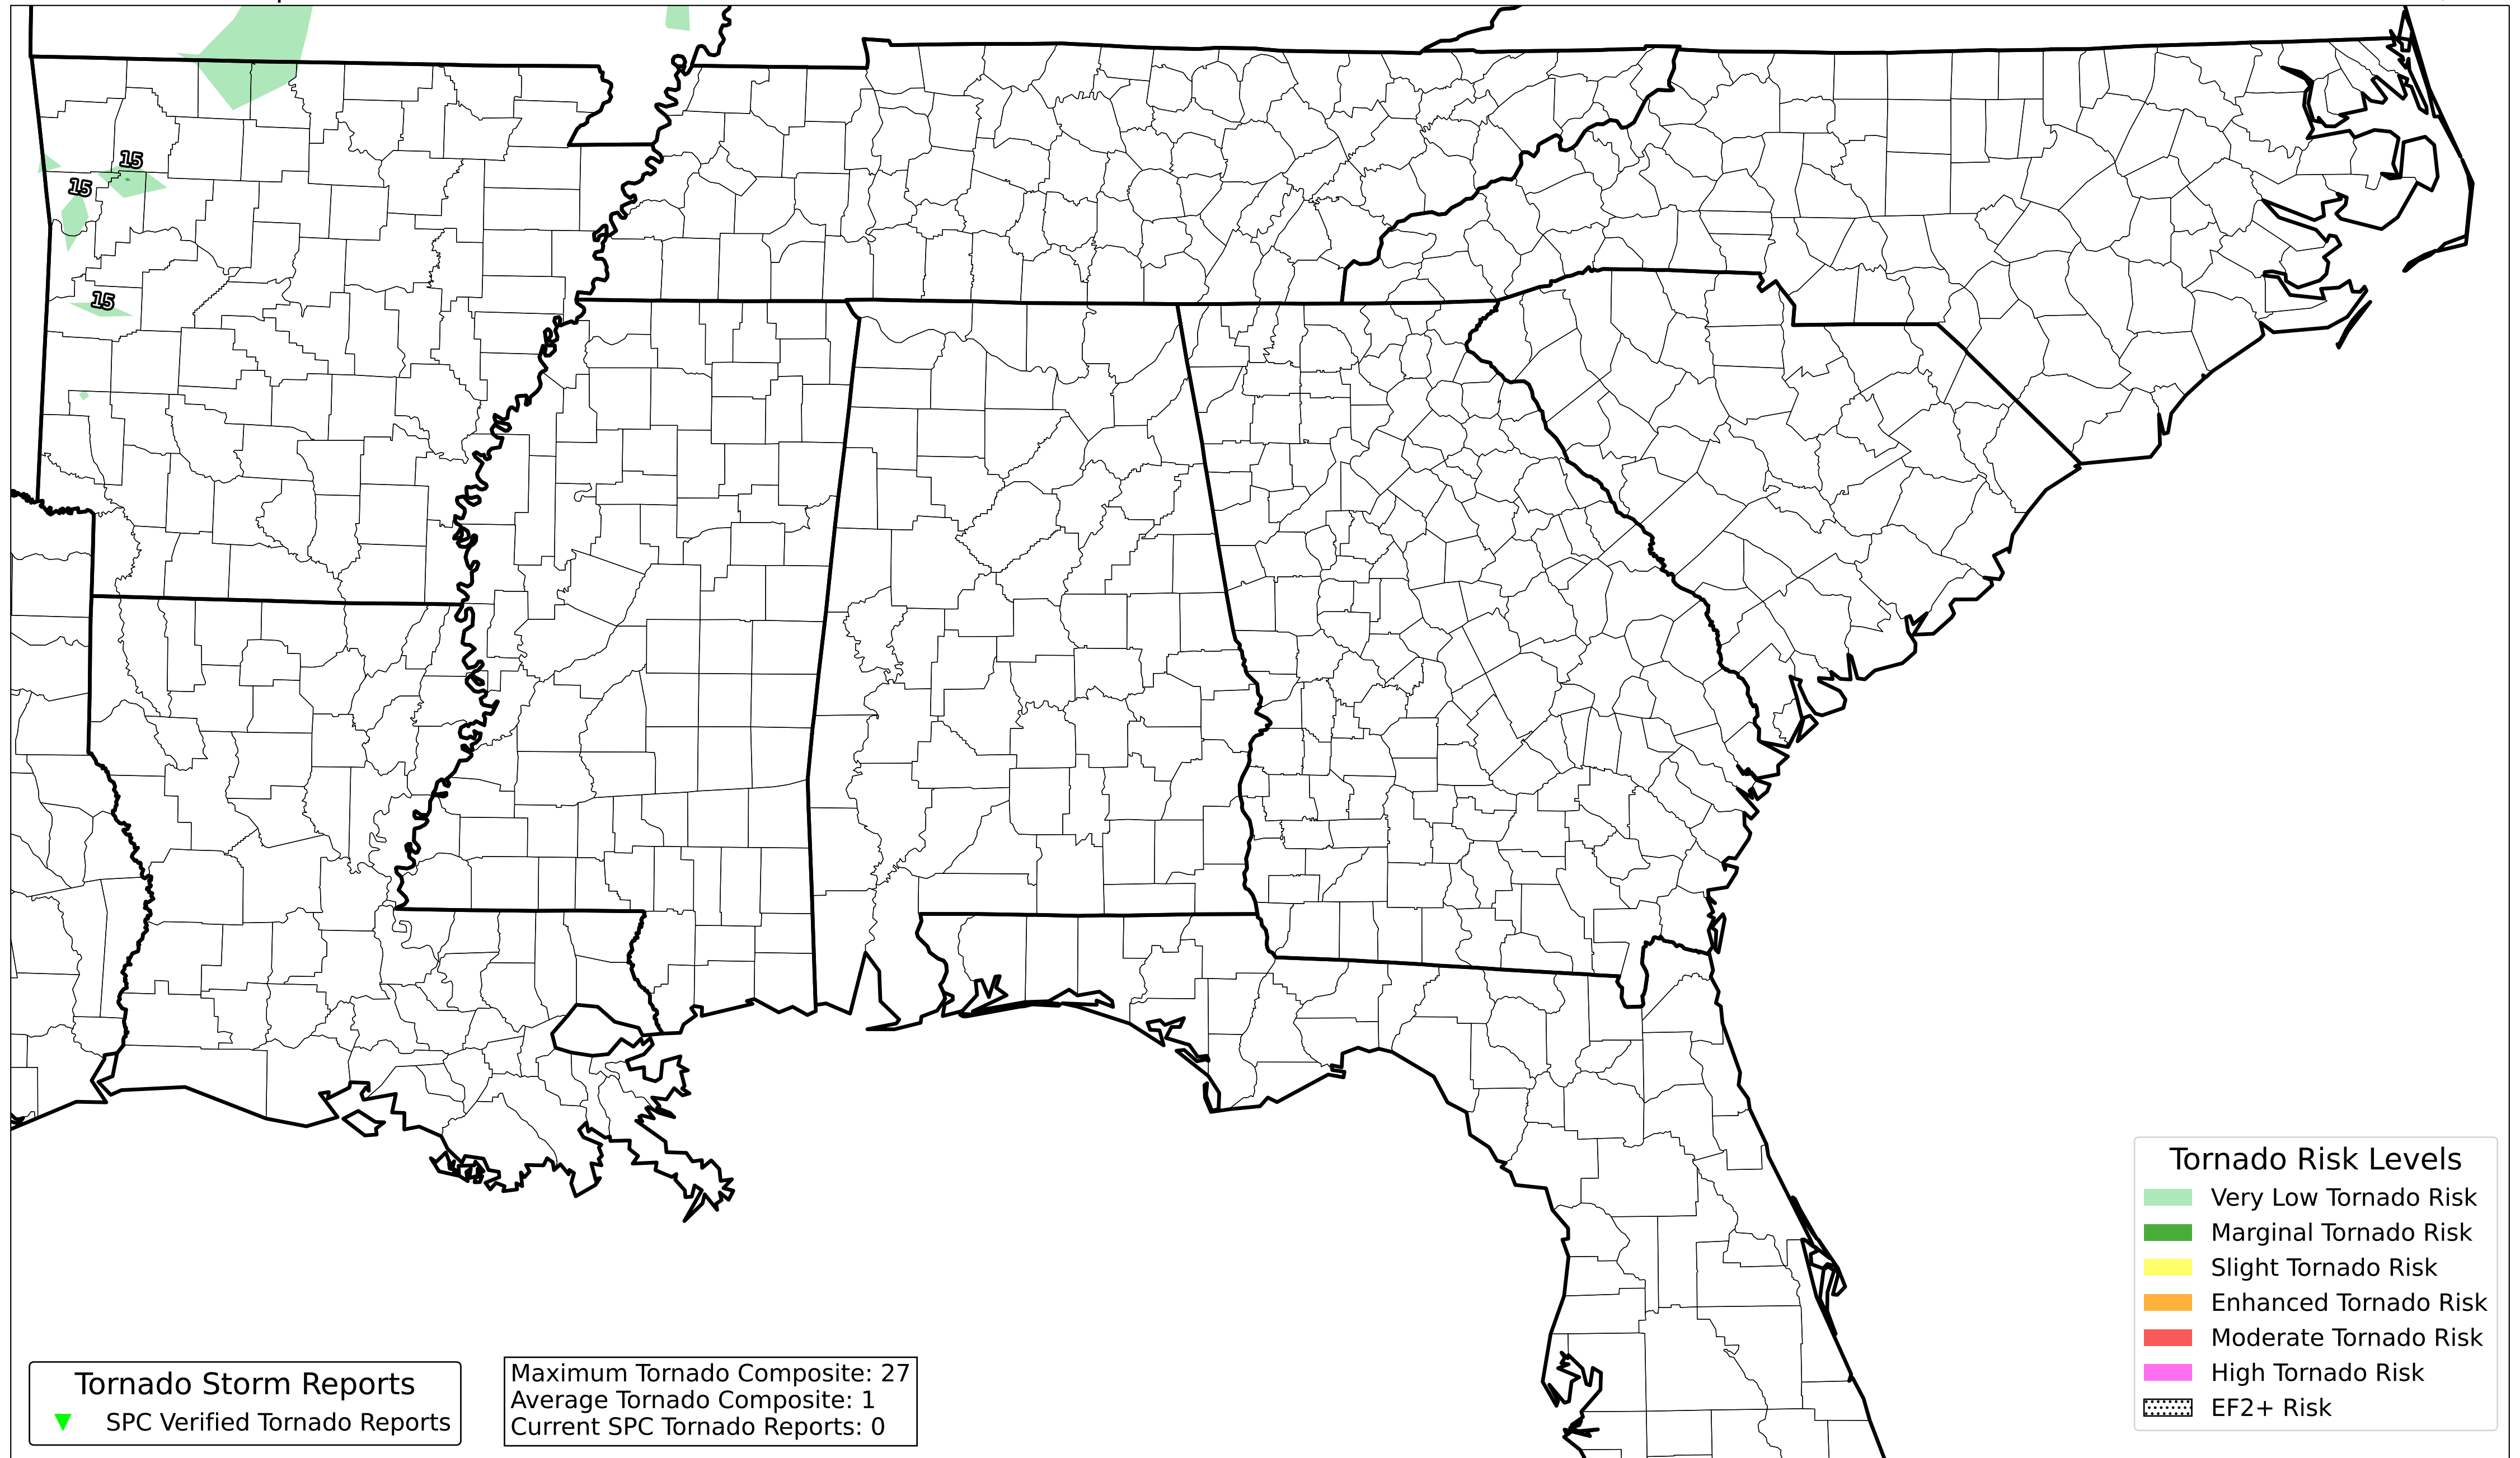 15
15
15
Tornado Risk Levels
Very Low Tornado Risk
Marginal Tornado Risk
Slight Tornado Risk
Enhanced Tornado Risk
Moderate Tornado Risk
High Tornado Risk
EF2+ Risk
Tornado Storm Reports
SPC Verified Tornado Reports
Maximum Tornado Composite: 27
Average Tornado Composite: 1
Current SPC Tornado Reports: 0